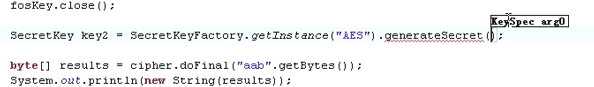 fosKey.close();
KeySpec arg0
SecretKey key2 = SecretKeyFactory.getInstance("AES").generateSecret();
byte[] results = cipher.doFinal("aab".getBytes());
System.out.println(new String(results));